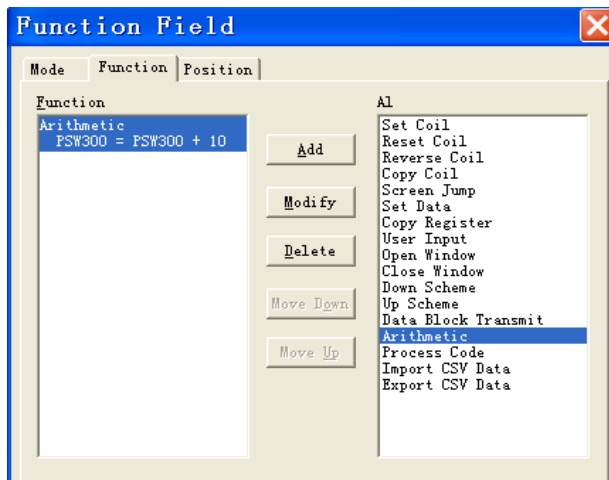 Function Field
Mode
Function
Position
Function
Arithmetic
PSW300 = PSW300 + 10
Add
Modify
Delete
Move Down
Move Up
Al
Set Coil
Reset Coil
Reverse Coil
Copy Coil
Screen Jump
Set Data
Copy Register
User Input
Open Window
Close Window
Down Scheme
Up Scheme
Data Block Transmit
Arithmetic
Process Code
Import CSV Data
Export CSV Data